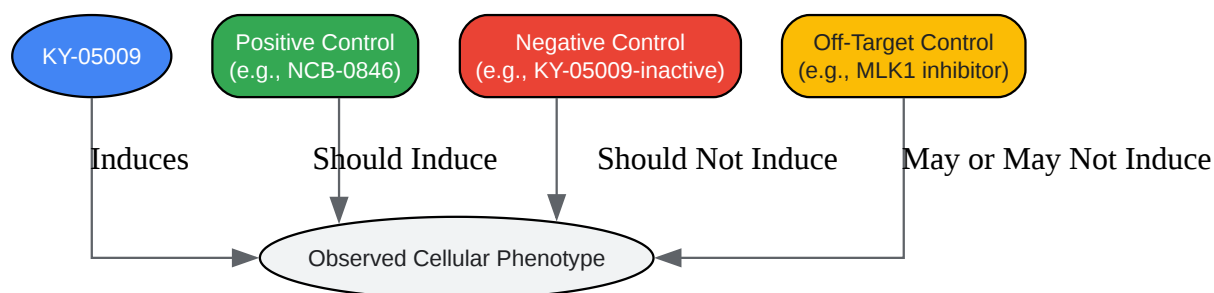 KY-05009
Positive Control
(e.g., NCB-0846)
Negative Control
(e.g., KY-05009-inactive)
Off-Target Control
(e.g., MLK1 inhibitor)
Induces
Should Induce
Should Not Induce
May or May Not Induce
Observed Cellular Phenotype